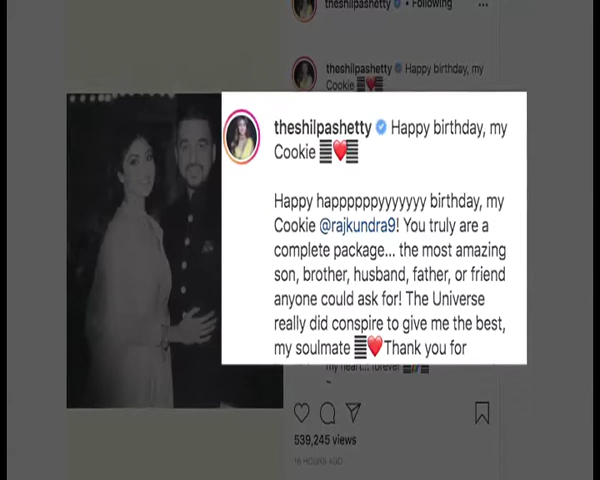 theshilpashetty • Following
theshilpashetty Happy birthday, my
Cookie
theshilpashetty Happy birthday, my
Cookie
Happy happppppyyyyyyy birthday, my
Cookie @rajkundra9! You truly are a
complete package... the most amazing
son, brother, husband, father, or friend
anyone could ask for! The Universe
really did conspire to give me the best,
my soulmate ❤️Thank you for
my heart... forever
539,245 views
16 HOURS AGO